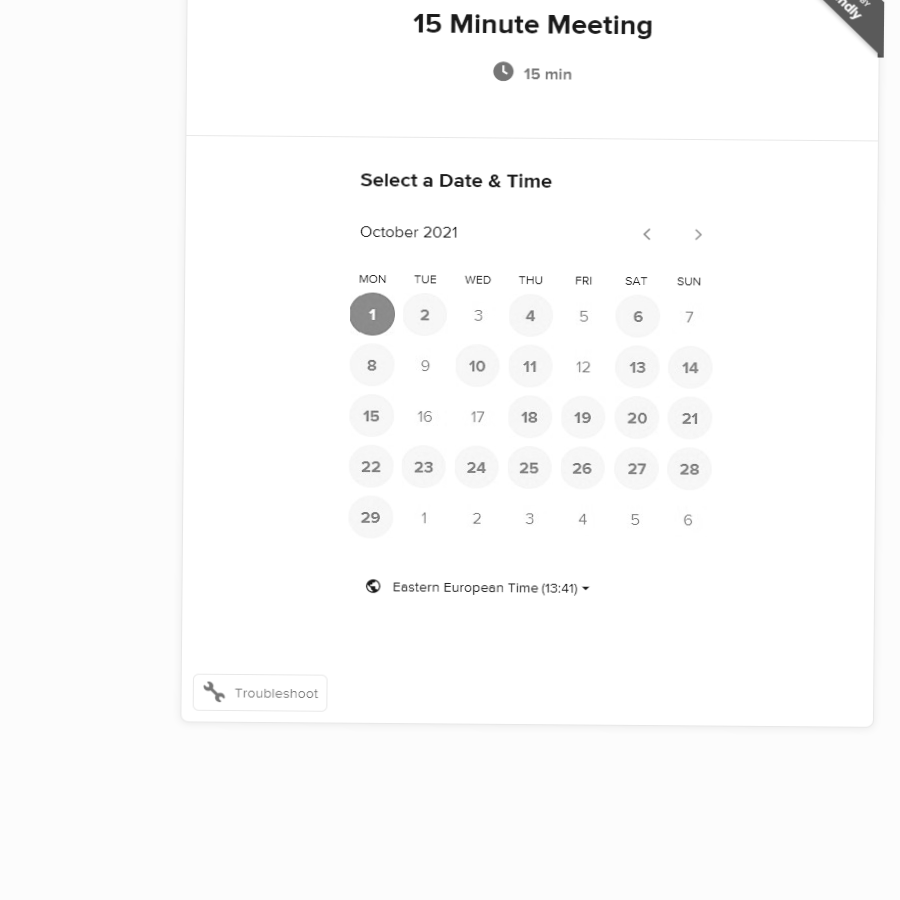 15 Minute Meeting
15 min
Select a Date & Time
October 2021
MON TUE WED THU FRI SAT SUN
1 2 3 4 5 6 7
8 9 10 11 12 13 14
15 16 17 18 19 20 21
22 23 24 25 26 27 28
29 1 2 3 4 5 6
Eastern European Time (13:41)
Troubleshoot